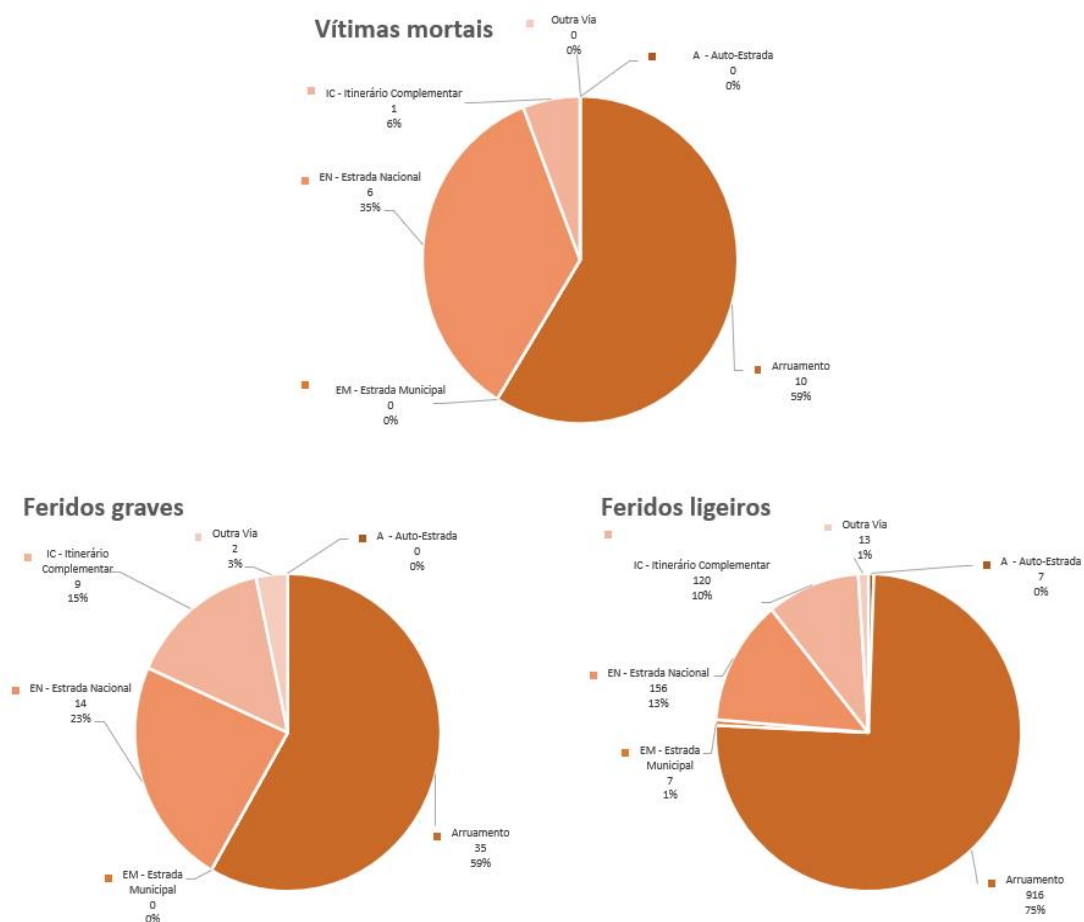 Vítimas mortais
Outra Via
0
0%
A - Auto-Estrada
0
0%
IC - Itinerário Complementar
1
6%
EN - Estrada Nacional
6
35%
EM - Estrada Municipal
0
0%
Arruamento
10
59%
Feridos graves
Outra Via
2
3%
A - Auto-Estrada
0
0%
IC - Itinerário
Complementar
9
15%
EN - Estrada Nacional
14
23%
EM - Estrada
Municipal
0
0%
Arruamento
35
59%
Feridos ligeiros
Outra Via
13
1%
A - Auto-Estrada
7
0%
IC - Itinerário Complementar
120
10%
EN - Estrada Nacional
156
13%
EM - Estrada
Municipal
7
1%
Arruamento
916
75%